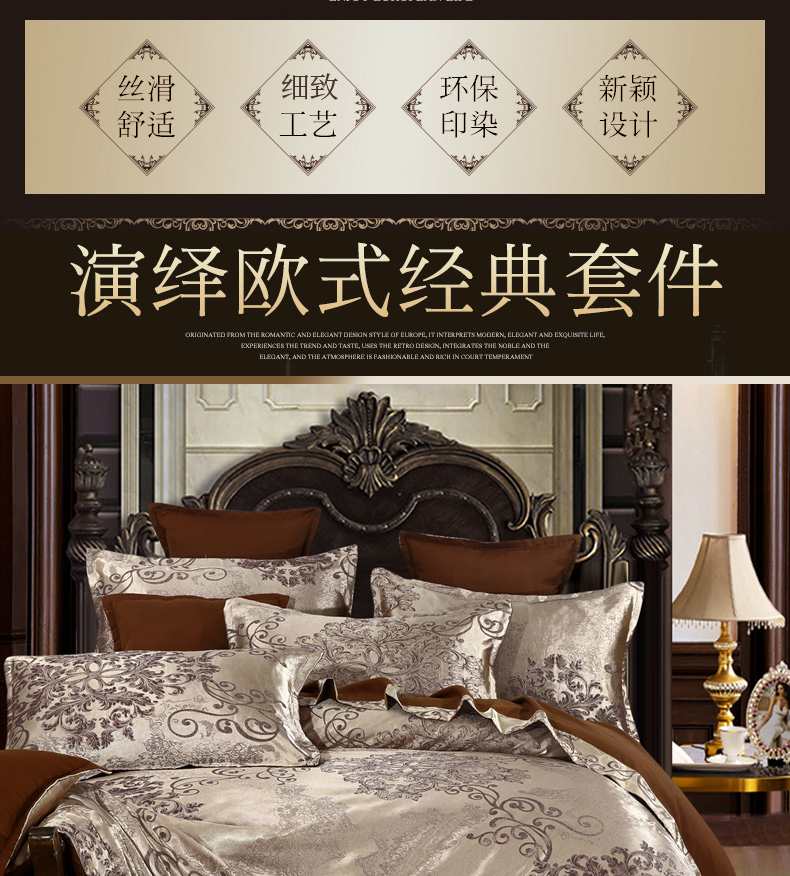 丝滑
舒适
细致
工艺
环保
印染
新颖
设计
演绎欧式经典套件
ORIGINATED FROM THE ROMANTIC AND ELEGANT DESIGN STYLE OF EUROPE, IT INTERPRETS MODERN, ELEGANT AND EXQUISITE LIFE,
EXPERIENCES THE TREND AND TASTE, USES THE RETRO DESIGN, INTEGRATES THE NOBLE AND THE
ELEGANT, AND THE ATMOSPHERE IS FASHIONABLE AND RICH IN COURT TEMPERAMENT